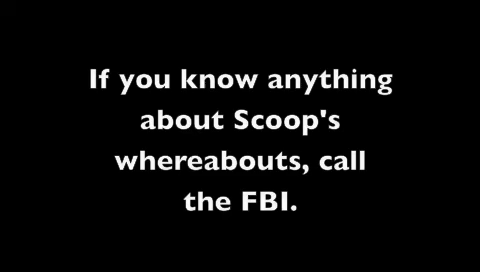 If you know anything
about Scoop's
whereabouts, call
the FBI.